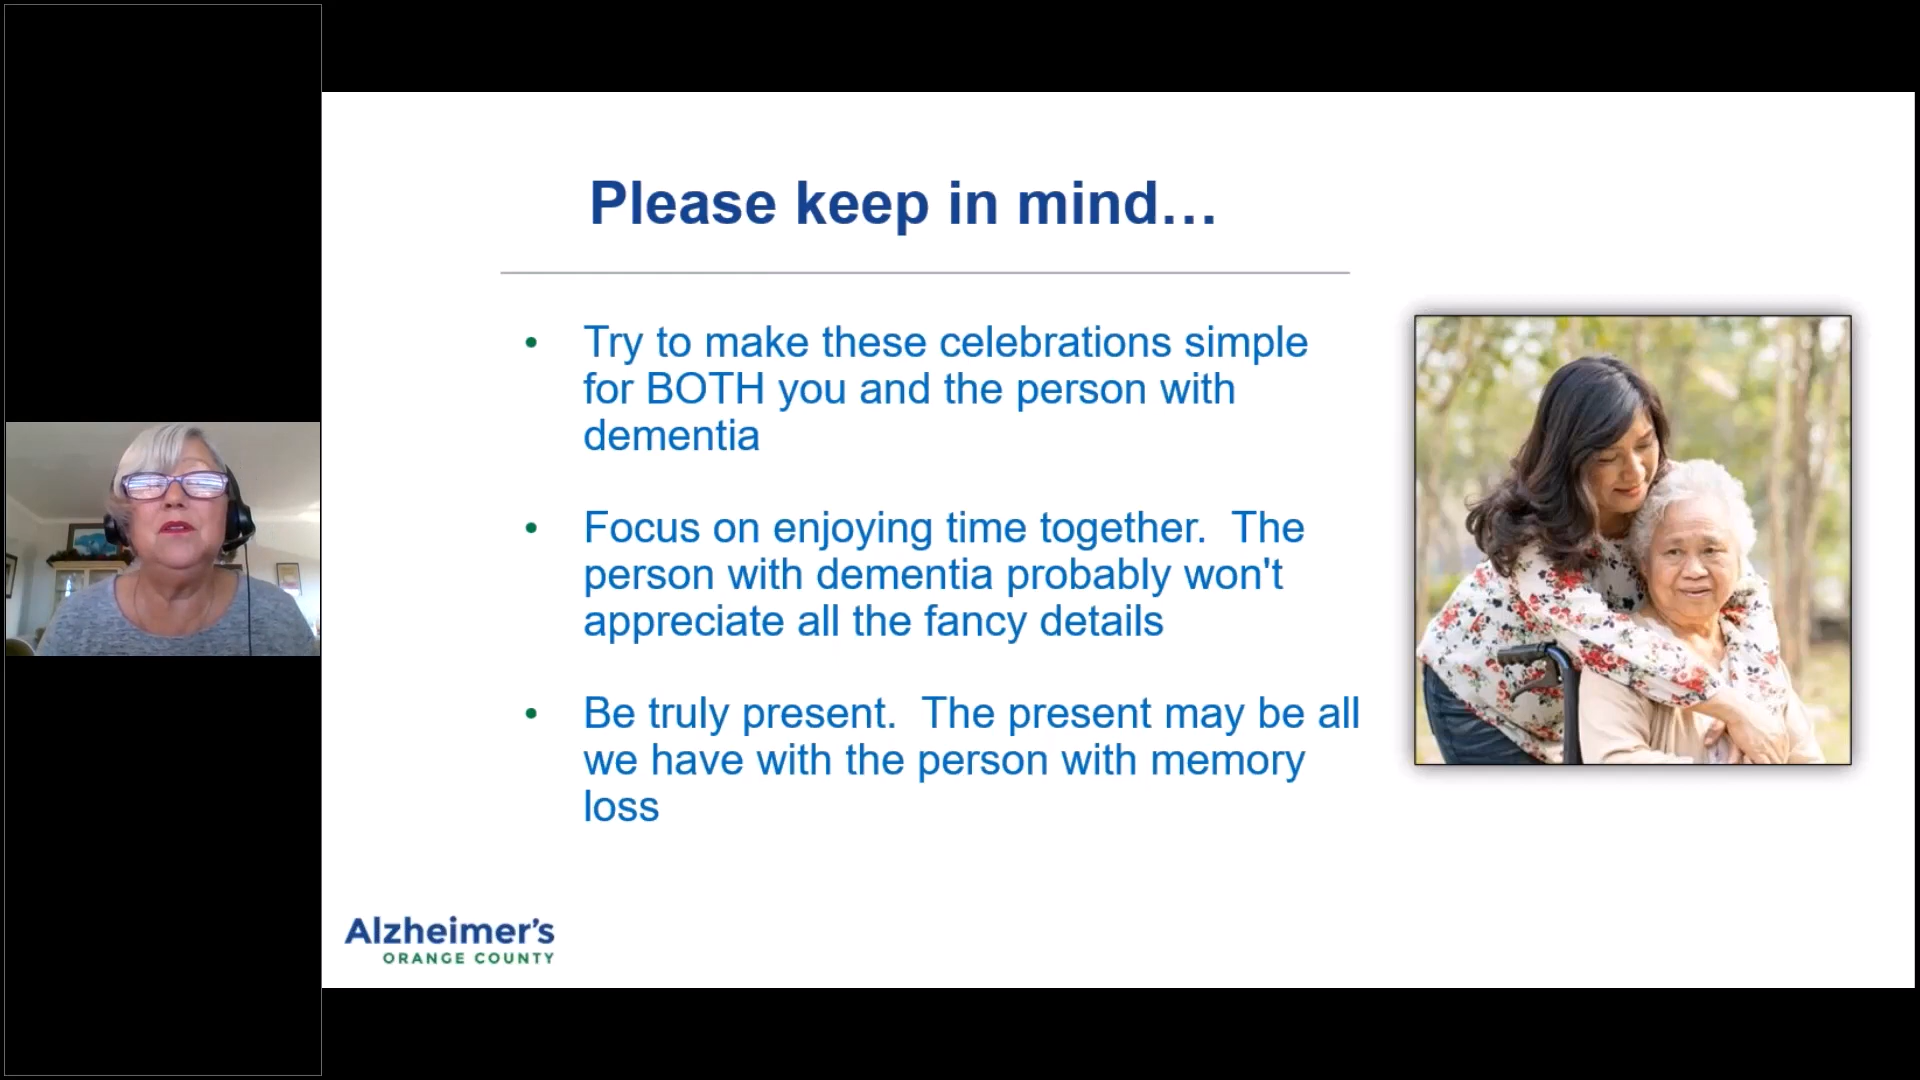 Please keep in mind…
• Try to make these celebrations simple
for BOTH you and the person with
dementia
• Focus on enjoying time together.  The
person with dementia probably won't
appreciate all the fancy details
• Be truly present.  The present may be all
we have with the person with memory
loss
Alzheimer's
ORANGE COUNTY